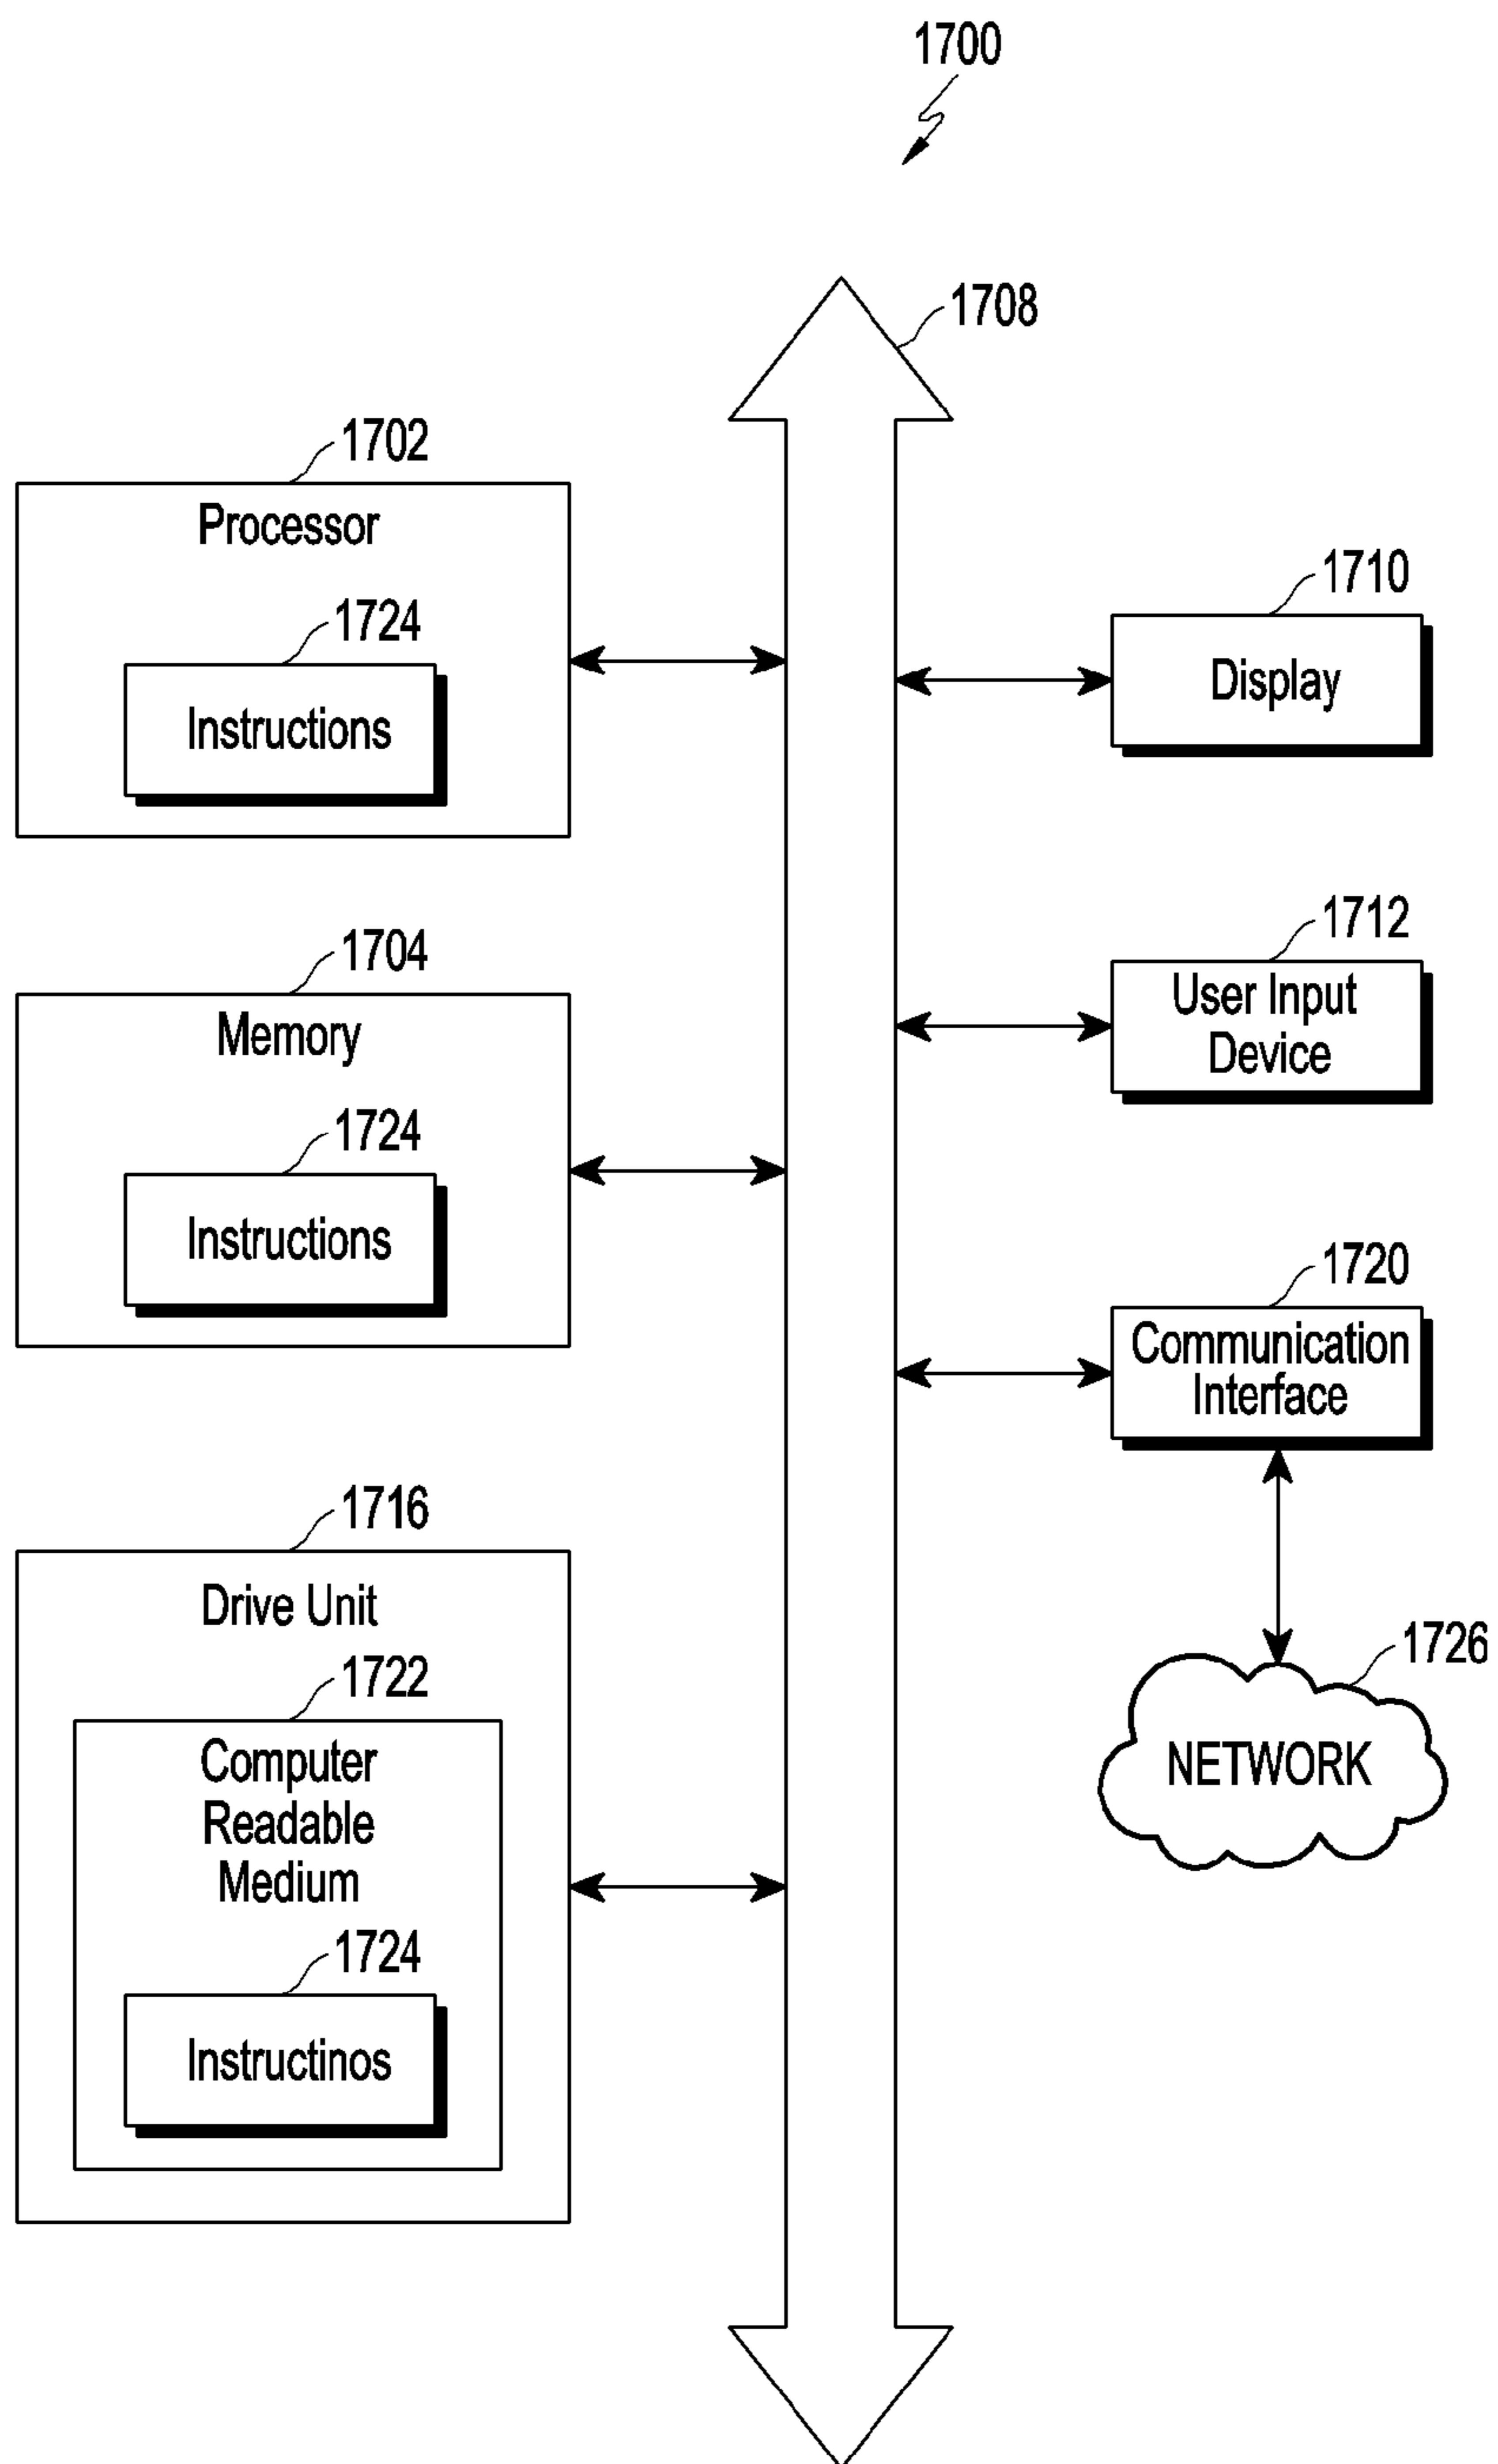 1700
1708
1702
Processor
1724
Instructions
1704
Memory
1724
Instructions
1716
Drive Unit
1722
Computer
Readable
Medium
1724
Instructinos
1710
Display
1712
User Input
Device
1720
Communication
Interface
1726
NETWORK